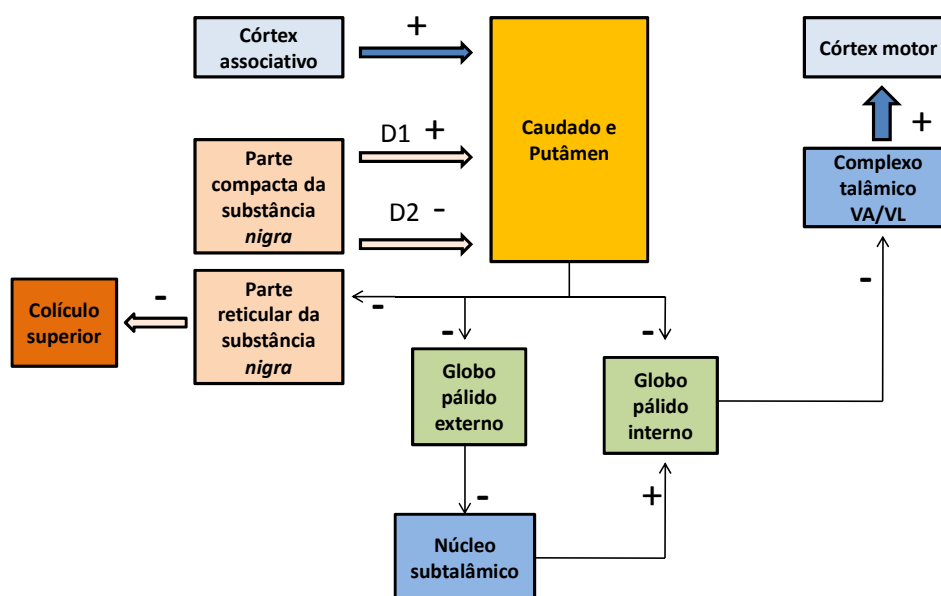 Córtex
associativo
+
Caudado e
Putâmen
Córtex motor
+
D1 +
Parte
compacta da
substância
nigra
D2 -
Complexo
talâmico
VA/VL
-
Colículo
superior
-
Parte
reticular da
substância
nigra
-
-
-
Globo
pálido
externo
Globo
pálido
interno
-
+
Núcleo
subtalâmico